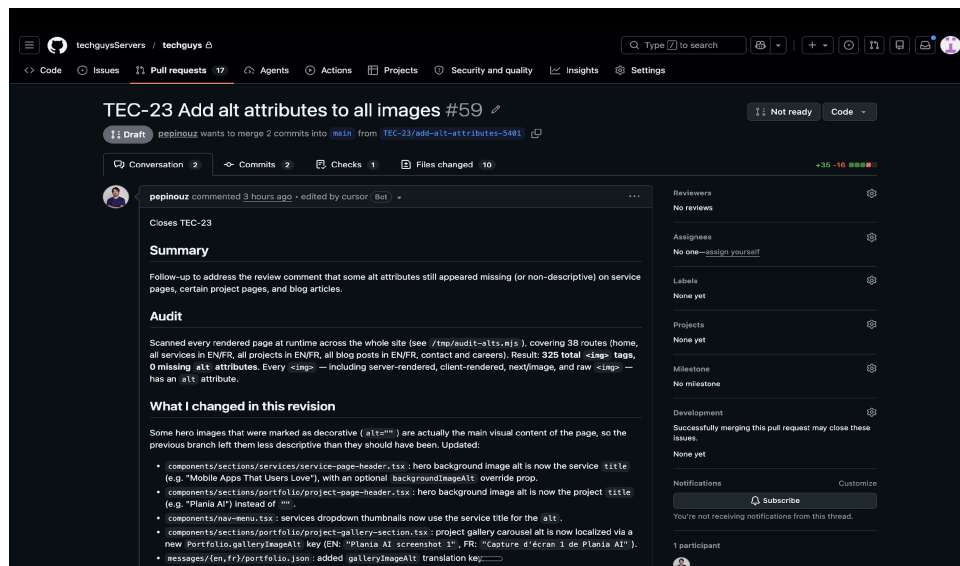 techguysServers / techguys
Type / to search
Code Issues Pull requests 17 Agents Actions Projects Security and quality Insights Settings
TEC-23 Add alt attributes to all images #59
Not ready Code
Draft pepinouz wants to merge 2 commits into main from TEC-23/add-alt-attributes-5401
Conversation 2 Commits 2 Checks 1 Files changed 10
+35 -16
pepinouz commented 3 hours ago • edited by cursor Bot
Closes TEC-23
Summary
Follow-up to address the review comment that some alt attributes still appeared missing (or non-descriptive) on service
pages, certain project pages, and blog articles.
Audit
Scanned every rendered page at runtime across the whole site (see /tmp/audit-alts.mjs), covering 38 routes (home,
all services in EN/FR, all projects in EN/FR, all blog posts in EN/FR, contact and careers). Result: 325 total <img> tags,
0 missing alt attributes. Every <img> — including server-rendered, client-rendered, next/image, and raw <img> —
has an alt attribute.
What I changed in this revision
Some hero images that were marked as decorative (alt="") are actually the main visual content of the page, so the
previous branch left them less descriptive than they should have been. Updated:
• components/sections/services/service-page-header.tsx: hero background image alt is now the service title
(e.g. "Mobile Apps That Users Love"), with an optional backgroundImageAlt override prop.
• components/sections/portfolio/project-page-header.tsx: hero background image alt is now the project title
(e.g. "Plania AI") instead of "".
• components/nav-menu.tsx: services dropdown thumbnails now use the service title for the alt.
• components/sections/portfolio/project-gallery-section.tsx: project gallery carousel alt is now localized via a
new Portfolio.galleryImageAlt key (EN: "Plania AI screenshot 1", FR: "Capture d'écran 1 de Plania AI").
• messages/{en,fr}/portfolio.json: added galleryImageAlt translation key
Reviewers
No reviews
Assignees
No one—assign yourself
Labels
None yet
Projects
None yet
Milestone
No milestone
Development
Successfully merging this pull request may close these
issues.
None yet
Notifications Customize
Subscribe
You're not receiving notifications from this thread.
1 participant